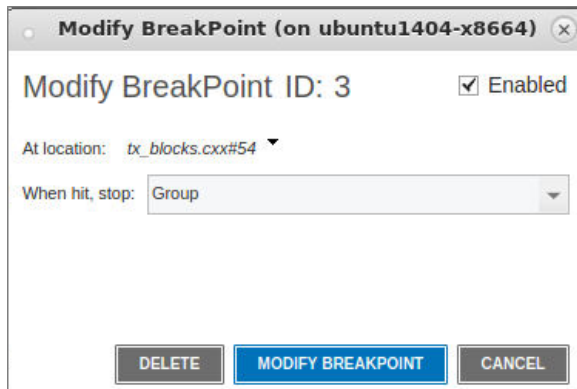 Modify BreakPoint (on ubuntu1404-x8664)
Modify BreakPoint ID: 3 Enabled
At location: tx_blocks.cxx#54
When hit, stop: Group
DELETE MODIFY BREAKPOINT CANCEL